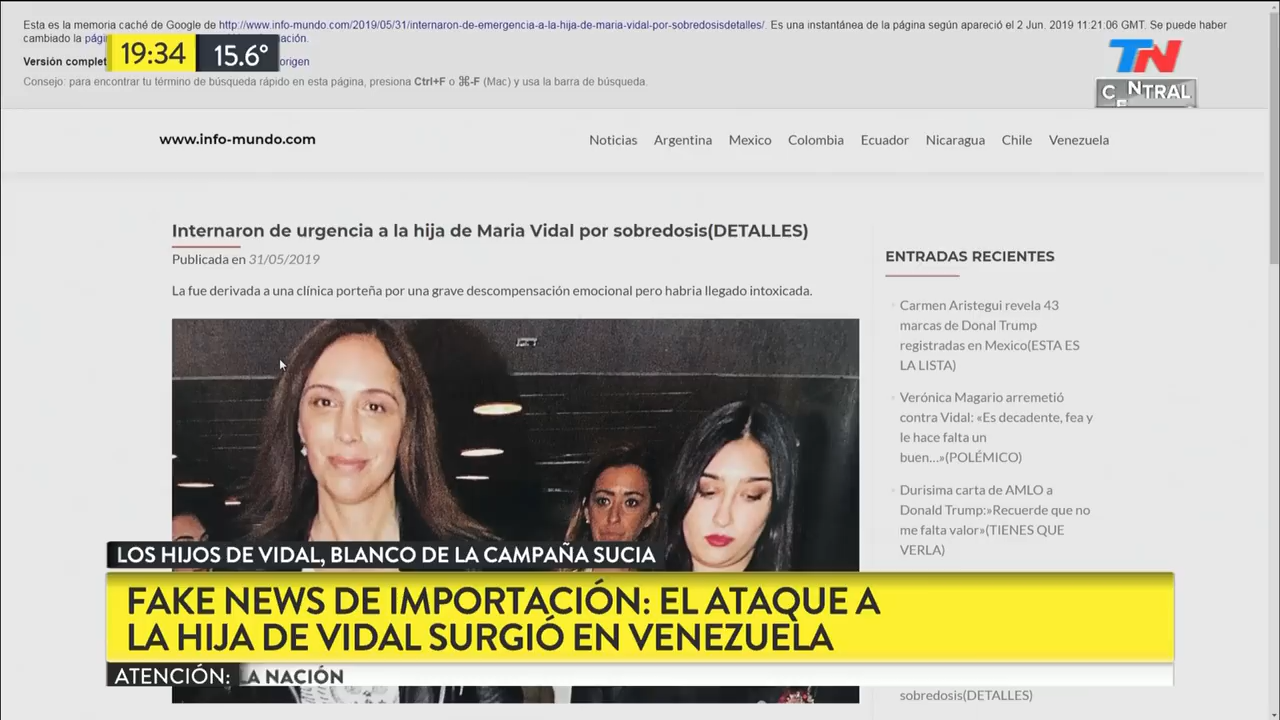 Esta es la memoria caché de Google de http://www.info-mundo.com/2019/05/31/internaron-de-emergencia-a-la-hija-de-maria-vidal-por-sobredosisdetalles/. Es una instantánea de la página según apareció el 2 Jun. 2019 11:21:06 GMT. Se puede haber
cambiado la
Versión complet
origen
Consejo: para encontrar tu término de búsqueda rápido en esta página, presiona Ctrl+F o ⌘-F (Mac) y usa la barra de búsqueda.
19:34 15.6°
TN
CENTRAL
www.info-mundo.com
Noticias Argentina Mexico Colombia Ecuador Nicaragua Chile Venezuela
Internaron de urgencia a la hija de Maria Vidal por sobredosis(DETALLES)
Publicada en 31/05/2019
La fue derivada a una clínica porteña por una grave descompensación emocional pero habria llegado intoxicada.
ENTRADAS RECIENTES
Carmen Aristegui revela 43
marcas de Donal Trump
registradas en Mexico(ESTA ES
LA LISTA)
Verónica Magario arremetió
contra Vidal: «Es decadente, fea y
le hace falta un
buen...»(POLÉMICO)
Durisima carta de AMLO a
Donald Trump:»Recuerde que no
me falta valor»(TIENES QUE
VERLA)
sobredosis(DETALLES)
LOS HIJOS DE VIDAL, BLANCO DE LA CAMPAÑA SUCIA
FAKE NEWS DE IMPORTACIÓN: EL ATAQUE A
LA HIJA DE VIDAL SURGIÓ EN VENEZUELA
ATENCIÓN: LA NACIÓN